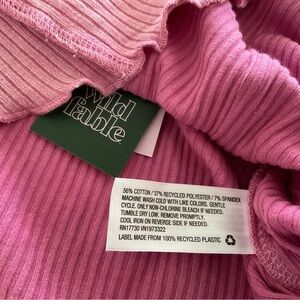 wild
fable
56% COTTON / 37% RECYCLED POLYESTER / 7% SPANDEX
MACHINE WASH COLD WITH LIKE COLORS. GENTLE
CYCLE. ONLY NON-CHLORINE BLEACH IF NEEDED.
TUMBLE DRY LOW. REMOVE PROMPTLY.
COOL IRON ON REVERSE SIDE IF NEEDED.
RN17730 VN1973322
LABEL MADE FROM 100% RECYCLED PLASTIC